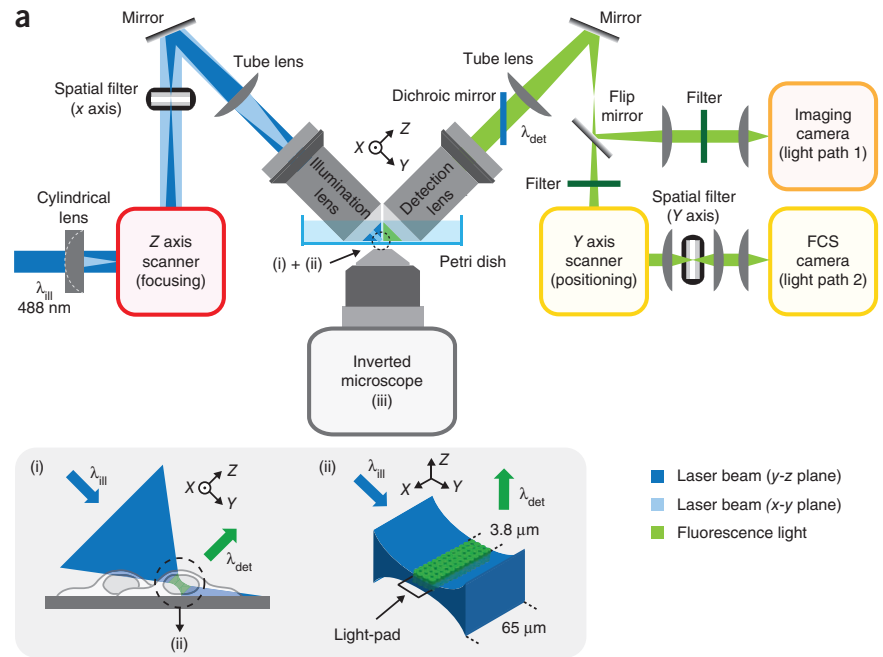 a
Mirror
Tube lens
Spatial filter
(x axis)
Cylindrical
lens
λill
488 nm
Z axis
scanner
(focusing)
Illumination
lens
X
Z
Y
Detection
lens
(i) + (ii)
Petri dish
Inverted
microscope
(iii)
Mirror
Tube lens
Dichroic mirror
λdet
Flip
mirror
Filter
Filter
Imaging
camera
(light path 1)
Spatial filter
(Y axis)
Y axis
scanner
(positioning)
FCS
camera
(light path 2)
(i)
λill
X
Z
Y
λdet
(ii)
(ii)
λill
Z
X
Y
λdet
3.8 μm
Light-pad
65 μm
Laser beam (y-z plane)
Laser beam (x-y plane)
Fluorescence light